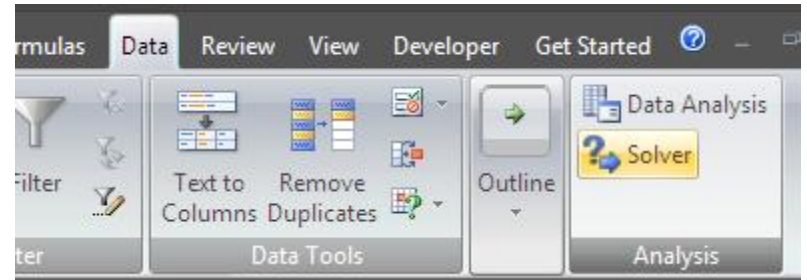 rmulas Data Review View Developer Get Started
Filter
Text to Columns
Remove Duplicates
Outline
Data Analysis
Solver
ter Data Tools Analysis